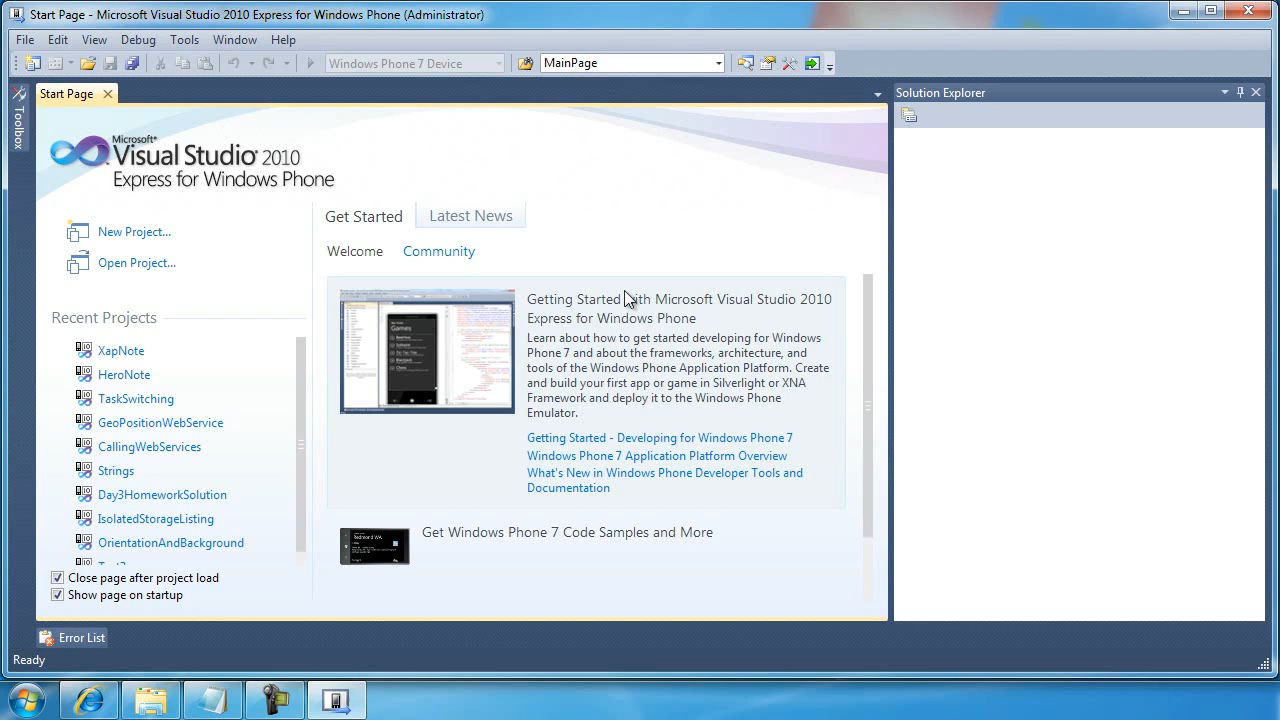 Start Page - Microsoft Visual Studio 2010 Express for Windows Phone (Administrator)
File Edit View Debug Tools Window Help
Windows Phone 7 Device
MainPage
Toolbox
Start Page
Solution Explorer
Microsoft®
Visual Studio® 2010
Express for Windows Phone
New Project...
Open Project...
Recent Projects
XapNote
HeroNote
TaskSwitching
GeoPositionWebService
CallingWebServices
Strings
Day3HomeworkSolution
IsolatedStorageListing
OrientationAndBackground
Close page after project load
Show page on startup
Get Started Latest News
Welcome Community
Getting Started with Microsoft Visual Studio 2010
Express for Windows Phone
Learn about how to get started developing for Windows
Phone 7 and about the frameworks, architecture, and
tools of the Windows Phone Application Platform. Create
and build your first app or game in Silverlight or XNA
Framework and deploy it to the Windows Phone
Emulator.
Getting Started - Developing for Windows Phone 7
Windows Phone 7 Application Platform Overview
What's New in Windows Phone Developer Tools and
Documentation
Games
Get Windows Phone 7 Code Samples and More
Redmond WA
Error List
Ready